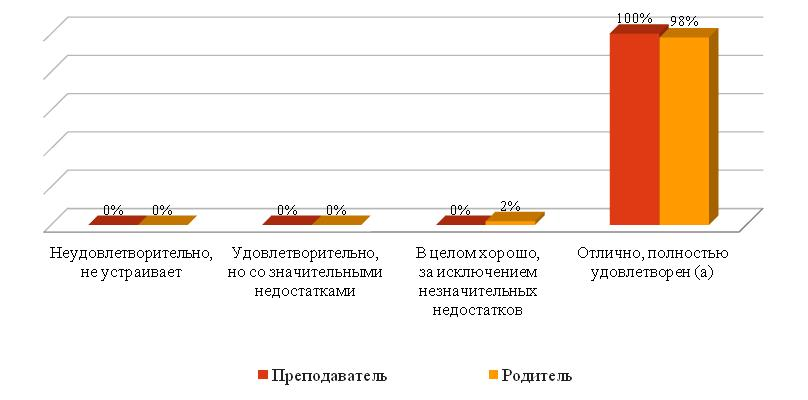 100%
98%
0%
0%
0%
0%
0%
2%
Неудовлетворительно,
не устраивает
Удовлетворительно,
но со значительными
недостатками
В целом хорошо,
за исключением
незначительных
недостатков
Отлично, полностью
удовлетворен (а)
Преподаватель
Родитель